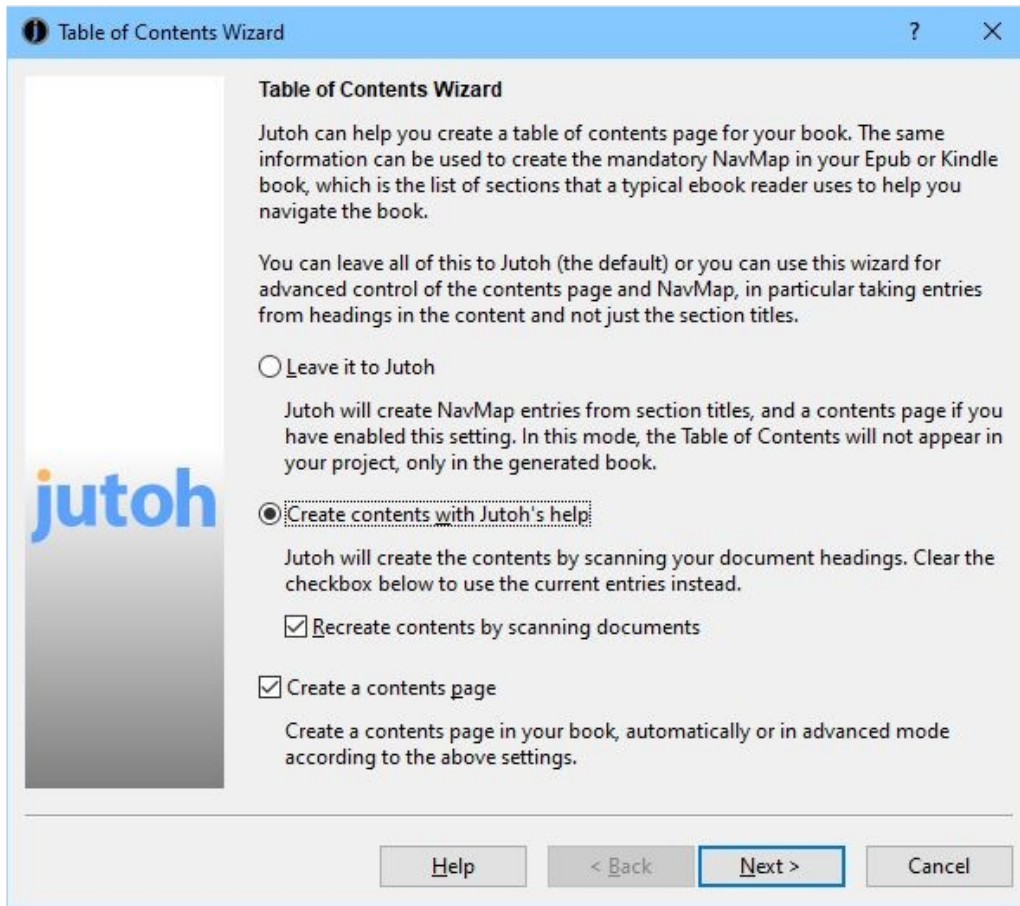 Table of Contents Wizard
?
Table of Contents Wizard
Jutoh can help you create a table of contents page for your book. The same
information can be used to create the mandatory NavMap in your Epub or Kindle
book, which is the list of sections that a typical ebook reader uses to help you
navigate the book.
You can leave all of this to Jutoh (the default) or you can use this wizard for
advanced control of the contents page and NavMap, in particular taking entries
from headings in the content and not just the section titles.
Leave it to Jutoh
Jutoh will create NavMap entries from section titles, and a contents page if you
have enabled this setting. In this mode, the Table of Contents will not appear in
your project, only in the generated book.
jutoh
Create contents with Jutoh's help
Jutoh will create the contents by scanning your document headings. Clear the
checkbox below to use the current entries instead.
Recreate contents by scanning documents
Create a contents page
Create a contents page in your book, automatically or in advanced mode
according to the above settings.
Help
< Back
Next >
Cancel